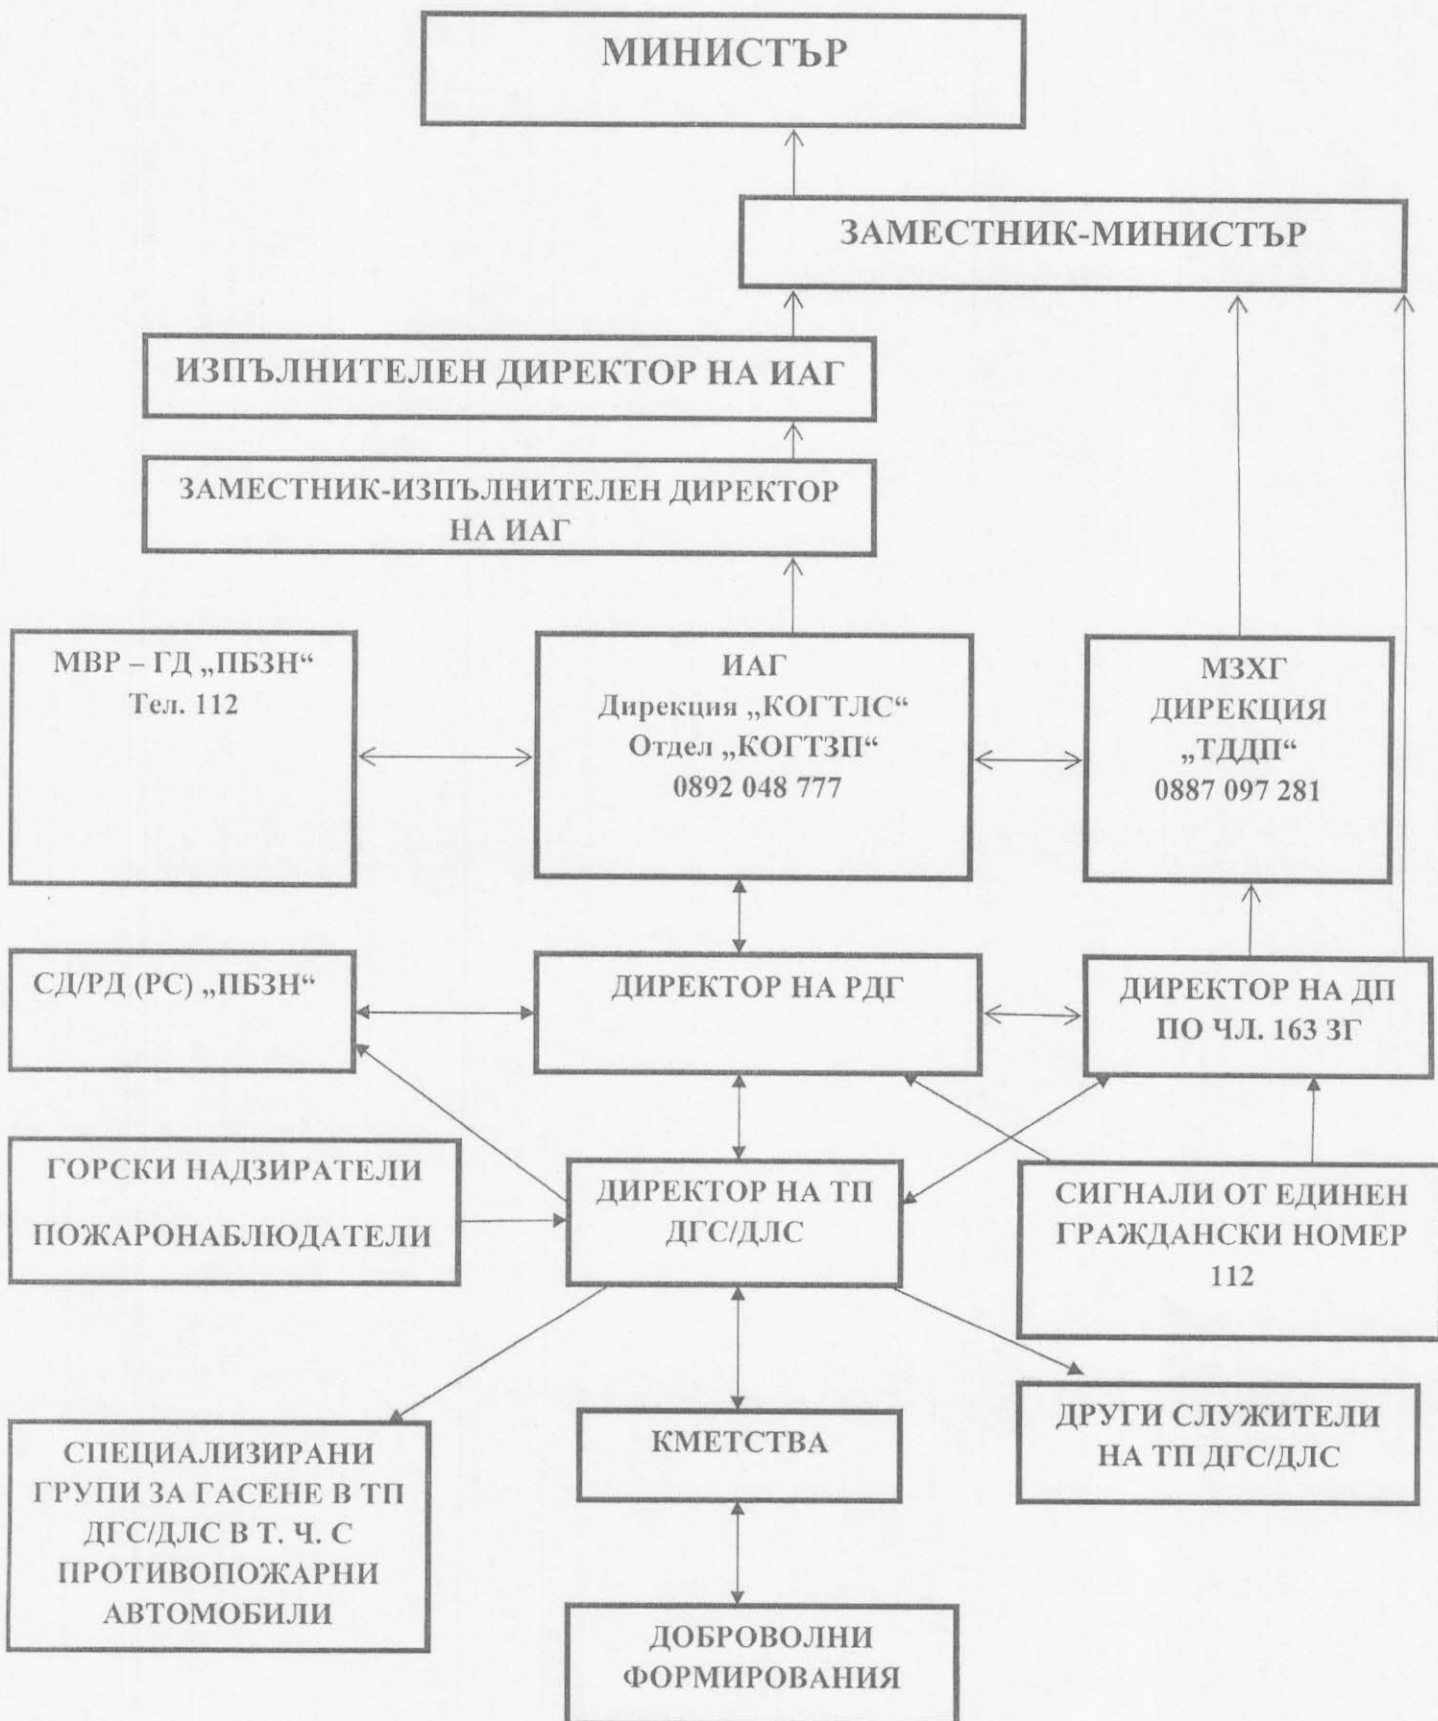 МИНИСТЪР
ЗАМЕСТНИК-МИНИСТЪР
ИЗПЪЛНИТЕЛЕН ДИРЕКТОР НА ИАГ
ЗАМЕСТНИК-ИЗПЪЛНИТЕЛЕН ДИРЕКТОР
НА ИАГ
МВР – ГД „ПБЗН“
Тел. 112
ИАГ
Дирекция „КОГТЛС“
Отдел „КОГТЗП“
0892 048 777
МЗХГ
ДИРЕКЦИЯ
„ТДДП“
0887 097 281
СД/РД (РС) „ПБЗН“
ДИРЕКТОР НА РДГ
ДИРЕКТОР НА ДП
ПО ЧЛ. 163 ЗГ
ГОРСКИ НАДЗИРАТЕЛИ
ПОЖАРОНАБЛЮДАТЕЛИ
ДИРЕКТОР НА ТП
ДГС/ДЛС
СИГНАЛИ ОТ ЕДИНЕН
ГРАЖДАНСКИ НОМЕР
112
СПЕЦИАЛИЗИРАНИ
ГРУПИ ЗА ГАСЕНЕ В ТП
ДГС/ДЛС В Т. Ч. С
ПРОТИВОПОЖАРНИ
АВТОМОБИЛИ
КМЕТСТВА
ДРУГИ СЛУЖИТЕЛИ
НА ТП ДГС/ДЛС
ДОБРОВОЛНИ
ФОРМИРОВАНИЯ